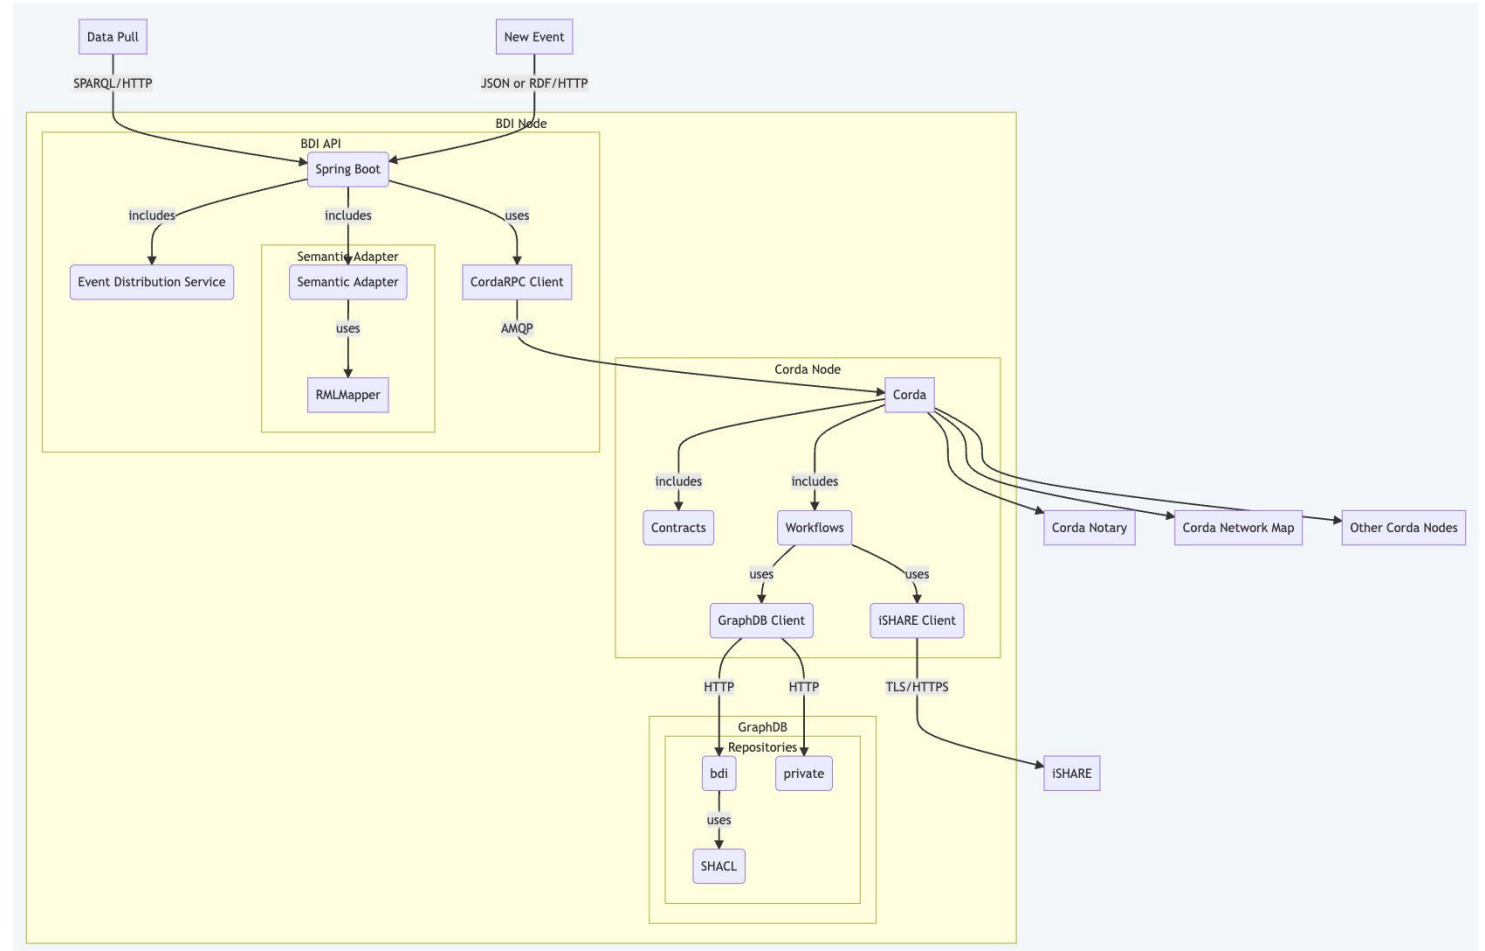 Data Pull
New Event
SPARQL/HTTP
JSON or RDF/HTTP
BDI Node
BDI API
Spring Boot
includes
includes
uses
Semantic Adapter
Event Distribution Service
Semantic Adapter
CordaRPC Client
uses
AMQP
Corda Node
RMLMapper
Corda
includes
includes
Contracts
Workflows
Corda Notary
Corda Network Map
Other Corda Nodes
uses
uses
GraphDB Client
iSHARE Client
HTTP
HTTP
TLS/HTTPS
GraphDB
Repositories
bdi
private
iSHARE
uses
SHACL